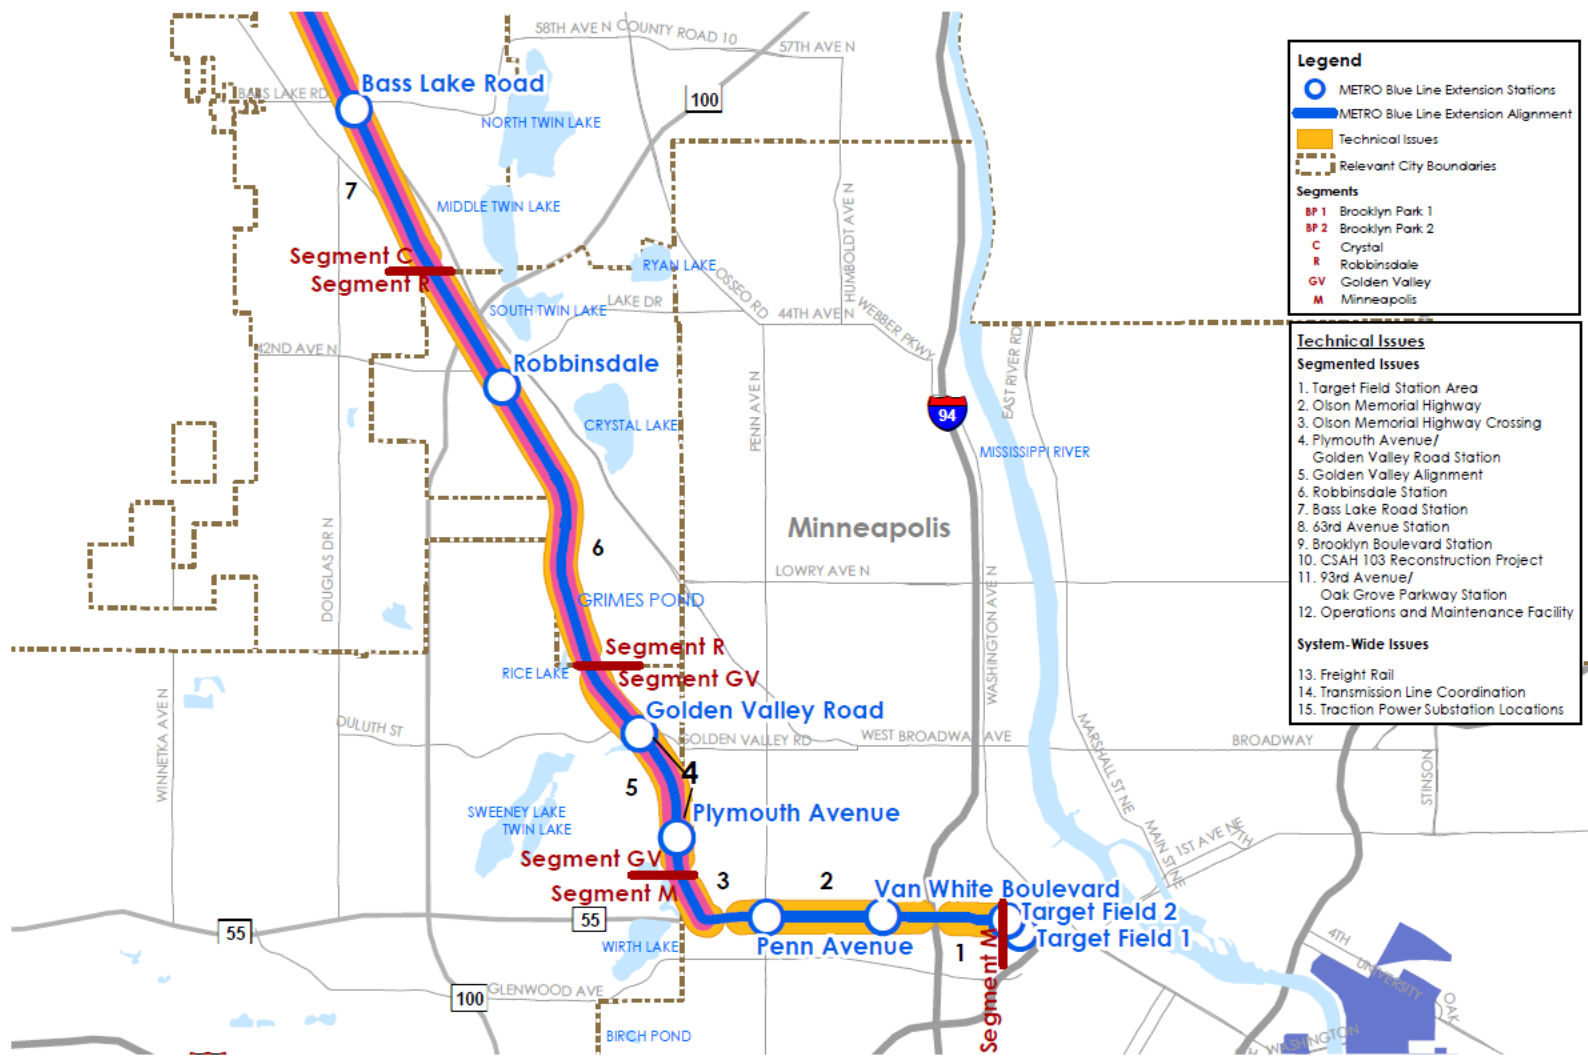 58TH AVE N
COUNTY ROAD 10
57TH AVE N
Bass Lake Road
BASS LAKE RD
100
NORTH TWIN LAKE
7
MIDDLE TWIN LAKE
HUMBOLDT AVE N
Segment C
Segment R
RYAN LAKE
OSSEO RD
SOUTH TWIN LAKE
LAKE DR
44TH AVE N
WEBBER PKWY
42ND AVE N
Robbinsdale
PENN AVE N
EAST RIVER RD
94
CRYSTAL LAKE
MISSISSIPPI RIVER
Minneapolis
DOUGLAS DR N
6
LOWRY AVE N
GRIMES POND
WASHINGTON AVE N
Segment R
RICE LAKE
Segment GV
WINNETKA AVE N
Golden Valley Road
DULUTH ST
GOLDEN VALLEY RD
WEST BROADWAY AVE
BROADWAY
MARSHALL ST NE
STINSON
4
5
SWEENEY LAKE
TWIN LAKE
Plymouth Avenue
MAIN ST NE
1ST AVE NE
7TH
Segment GV
Segment M
3
2
Van White Boulevard
Target Field 2
Target Field 1
55
55
WIRTH LAKE
Penn Avenue
1
Segment M
4TH
UNIVERSITY
OAK
100
GLENWOOD AVE
BIRCH POND
WASHINGTON
Legend
METRO Blue Line Extension Stations
METRO Blue Line Extension Alignment
Technical Issues
Relevant City Boundaries
Segments
BP 1 Brooklyn Park 1
BP 2 Brooklyn Park 2
C Crystal
R Robbinsdale
GV Golden Valley
M Minneapolis
Technical Issues
Segmented Issues
1. Target Field Station Area
2. Olson Memorial Highway
3. Olson Memorial Highway Crossing
4. Plymouth Avenue/
Golden Valley Road Station
5. Golden Valley Alignment
6. Robbinsdale Station
7. Bass Lake Road Station
8. 63rd Avenue Station
9. Brooklyn Boulevard Station
10. CSAH 103 Reconstruction Project
11. 93rd Avenue/
Oak Grove Parkway Station
12. Operations and Maintenance Facility
System-Wide Issues
13. Freight Rail
14. Transmission Line Coordination
15. Traction Power Substation Locations